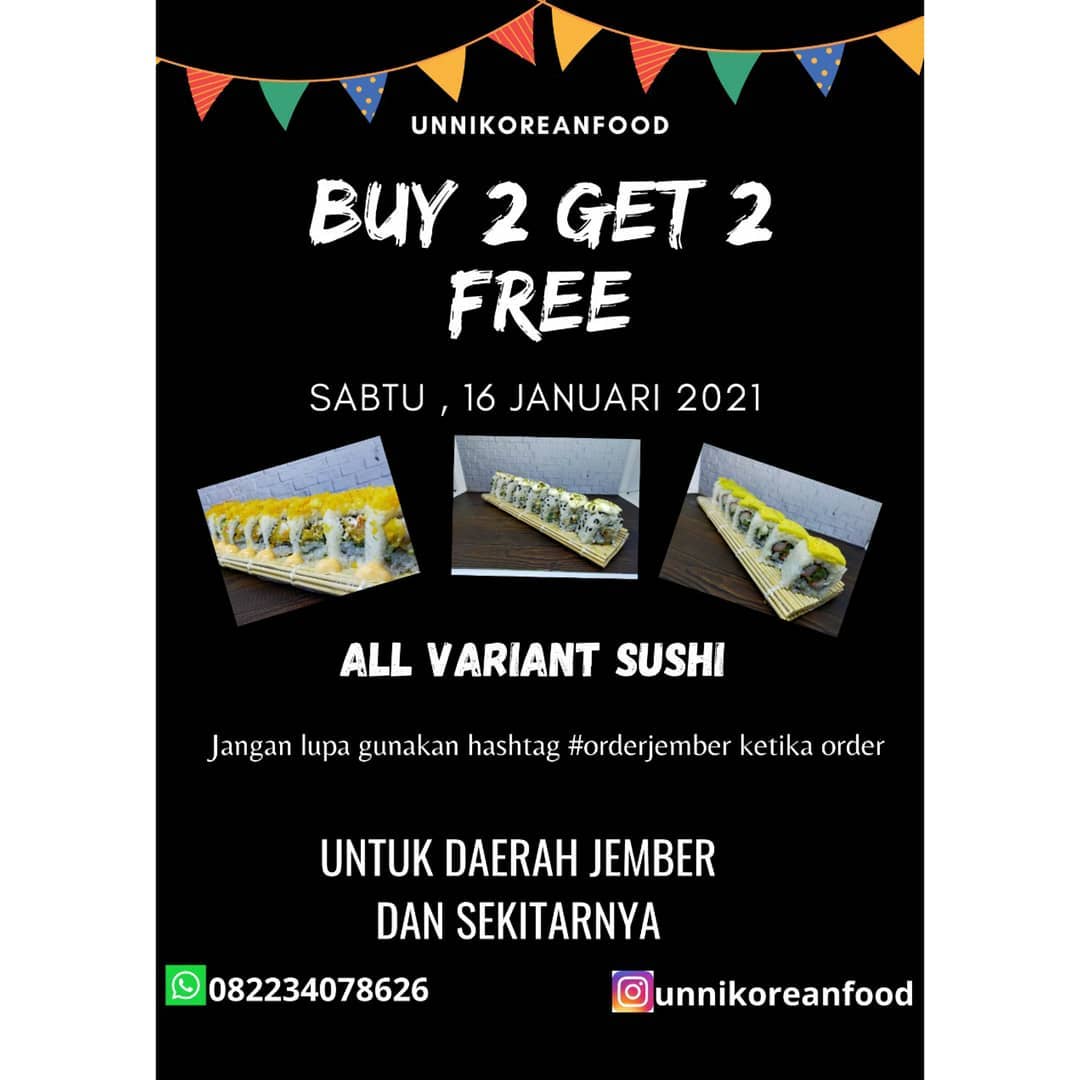 UNNIKOREANFOOD
BUY 2 GET 2
FREE
SABTU , 16 JANUARI 2021
ALL VARIANT SUSHI
Jangan lupa gunakan hashtag #orderjember ketika order
UNTUK DAERAH JEMBER
DAN SEKITARNYA
082234078626
unnikoreanfood